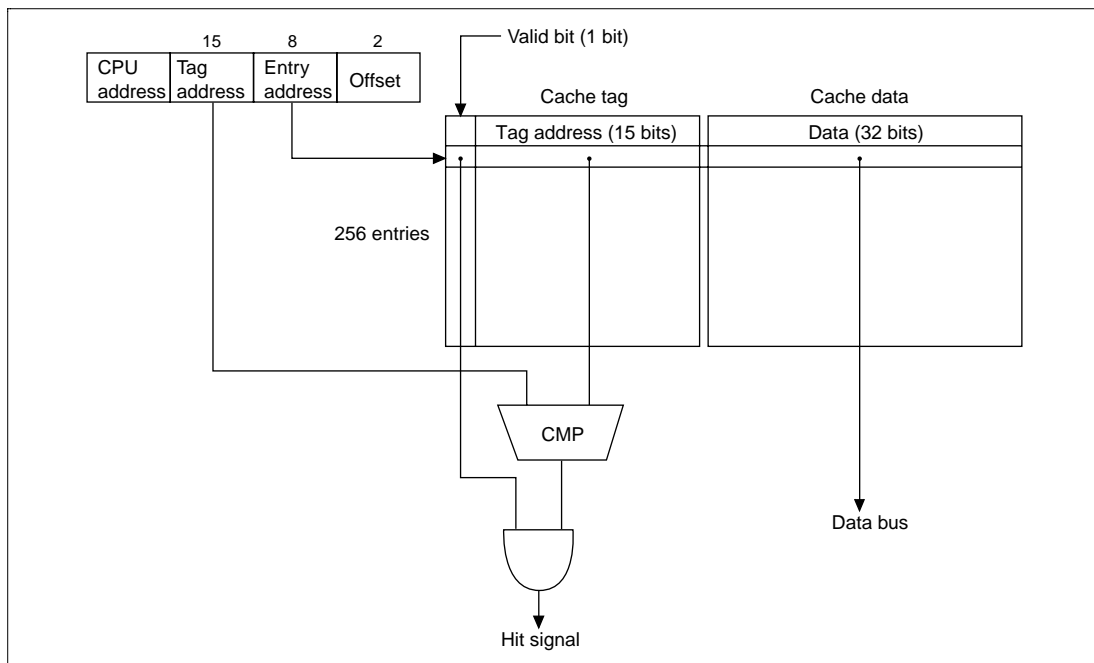 15 8 2
Valid bit (1 bit)
CPU address
Tag address
Entry address
Offset
Cache tag
Cache data
Tag address (15 bits)
Data (32 bits)
256 entries
CMP
Data bus
Hit signal